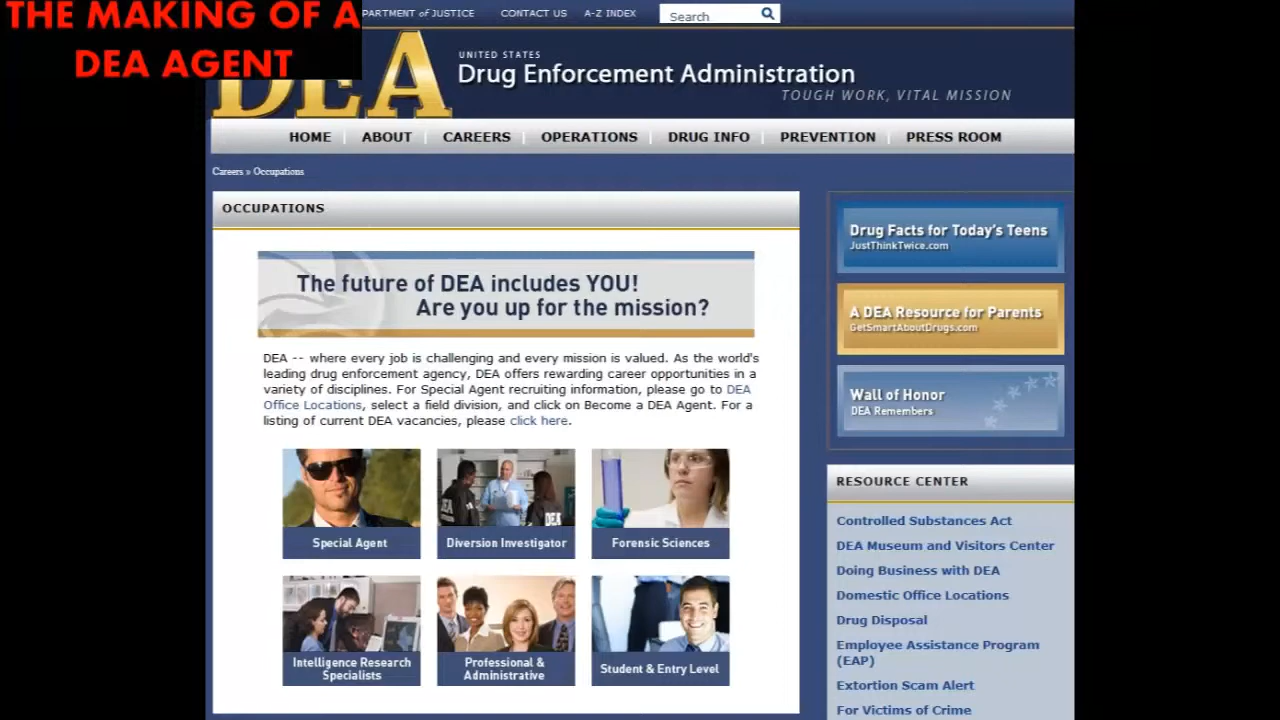 THE MAKING OF A
DEA AGENT
PARTMENT of JUSTICE
CONTACT US
A-Z INDEX
Search
DEA
UNITED STATES
Drug Enforcement Administration
TOUGH WORK, VITAL MISSION
HOME
ABOUT
CAREERS
OPERATIONS
DRUG INFO
PREVENTION
PRESS ROOM
Careers » Occupations
OCCUPATIONS
The future of DEA includes YOU!
Are you up for the mission?
DEA -- where every job is challenging and every mission is valued. As the world's
leading drug enforcement agency, DEA offers rewarding career opportunities in a
variety of disciplines. For Special Agent recruiting information, please go to DEA
Office Locations, select a field division, and click on Become a DEA Agent. For a
listing of current DEA vacancies, please click here.
DEA
DEA
Special Agent
Diversion Investigator
Forensic Sciences
Intelligence Research
Specialists
Professional &
Administrative
Student & Entry Level
Drug Facts for Today's Teens
JustThinkTwice.com
A DEA Resource for Parents
GetSmartAboutDrugs.com
Wall of Honor
DEA Remembers
RESOURCE CENTER
Controlled Substances Act
DEA Museum and Visitors Center
Doing Business with DEA
Domestic Office Locations
Drug Disposal
Employee Assistance Program
(EAP)
Extortion Scam Alert
For Victims of Crime